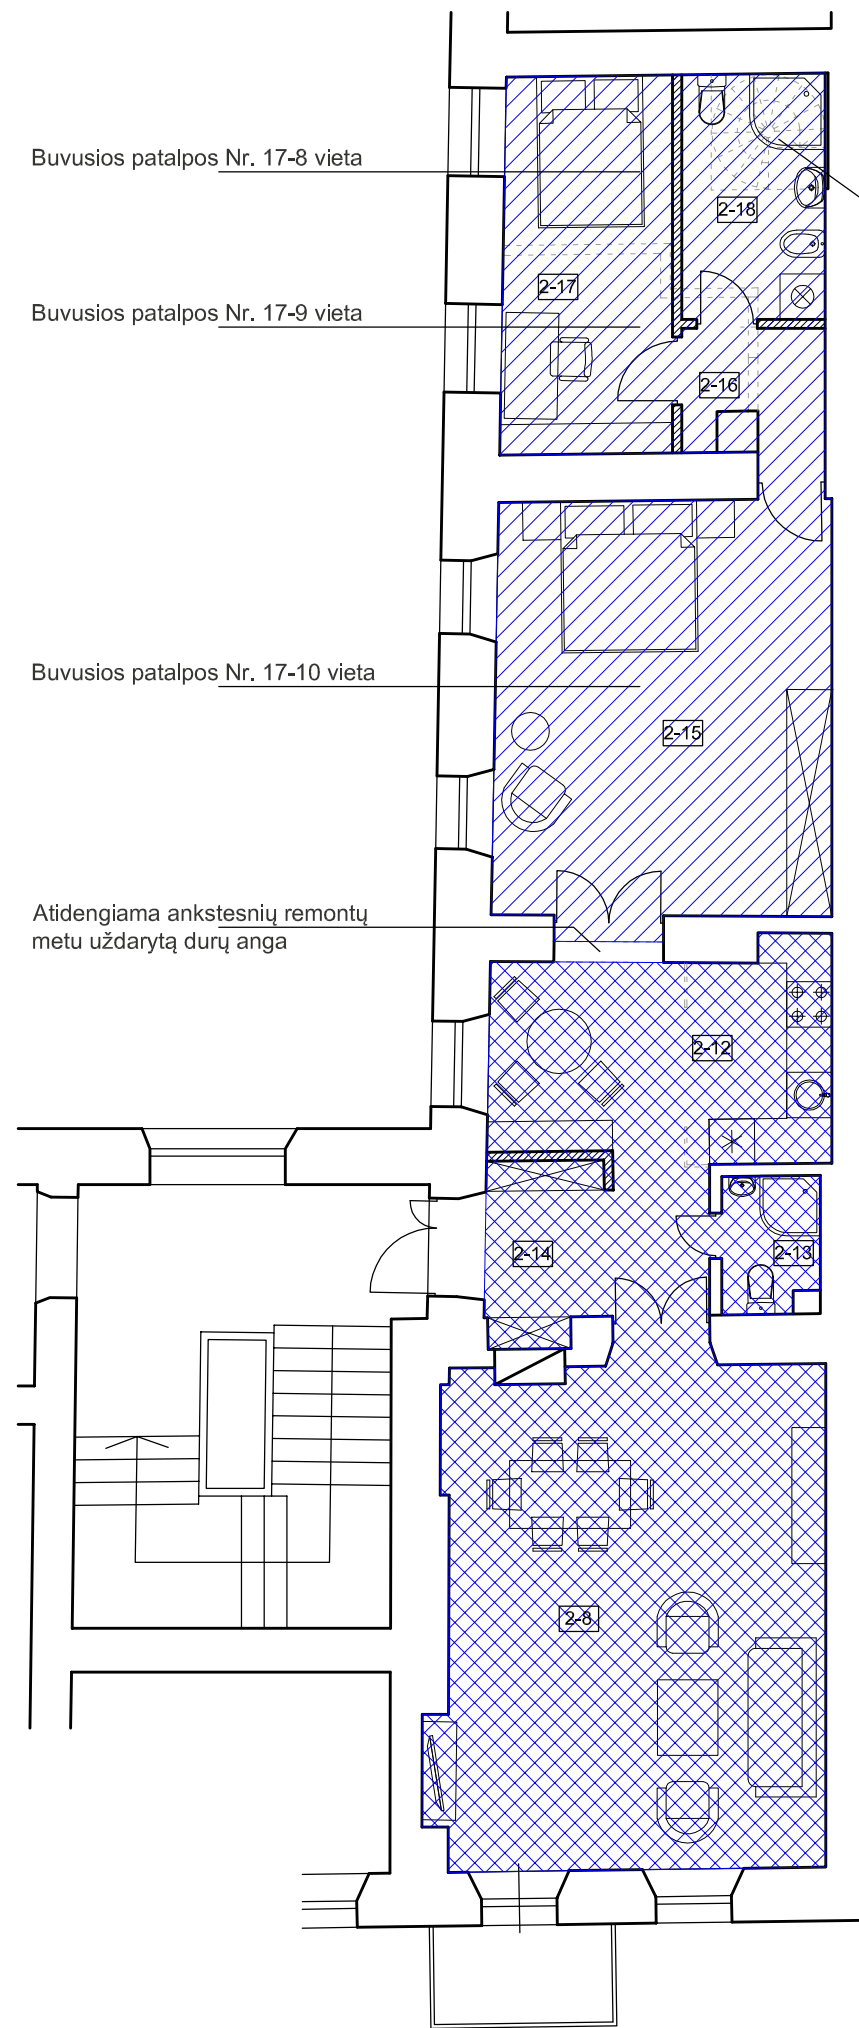 Buvusios patalpos Nr. 17-8 vieta
2-18
2-17
Buvusios patalpos Nr. 17-9 vieta
2-16
Buvusios patalpos Nr. 17-10 vieta
2-15
Atidengiama ankstesnių remontų
metu uždarytą durų anga
2-12
2-14
2-13
2-8